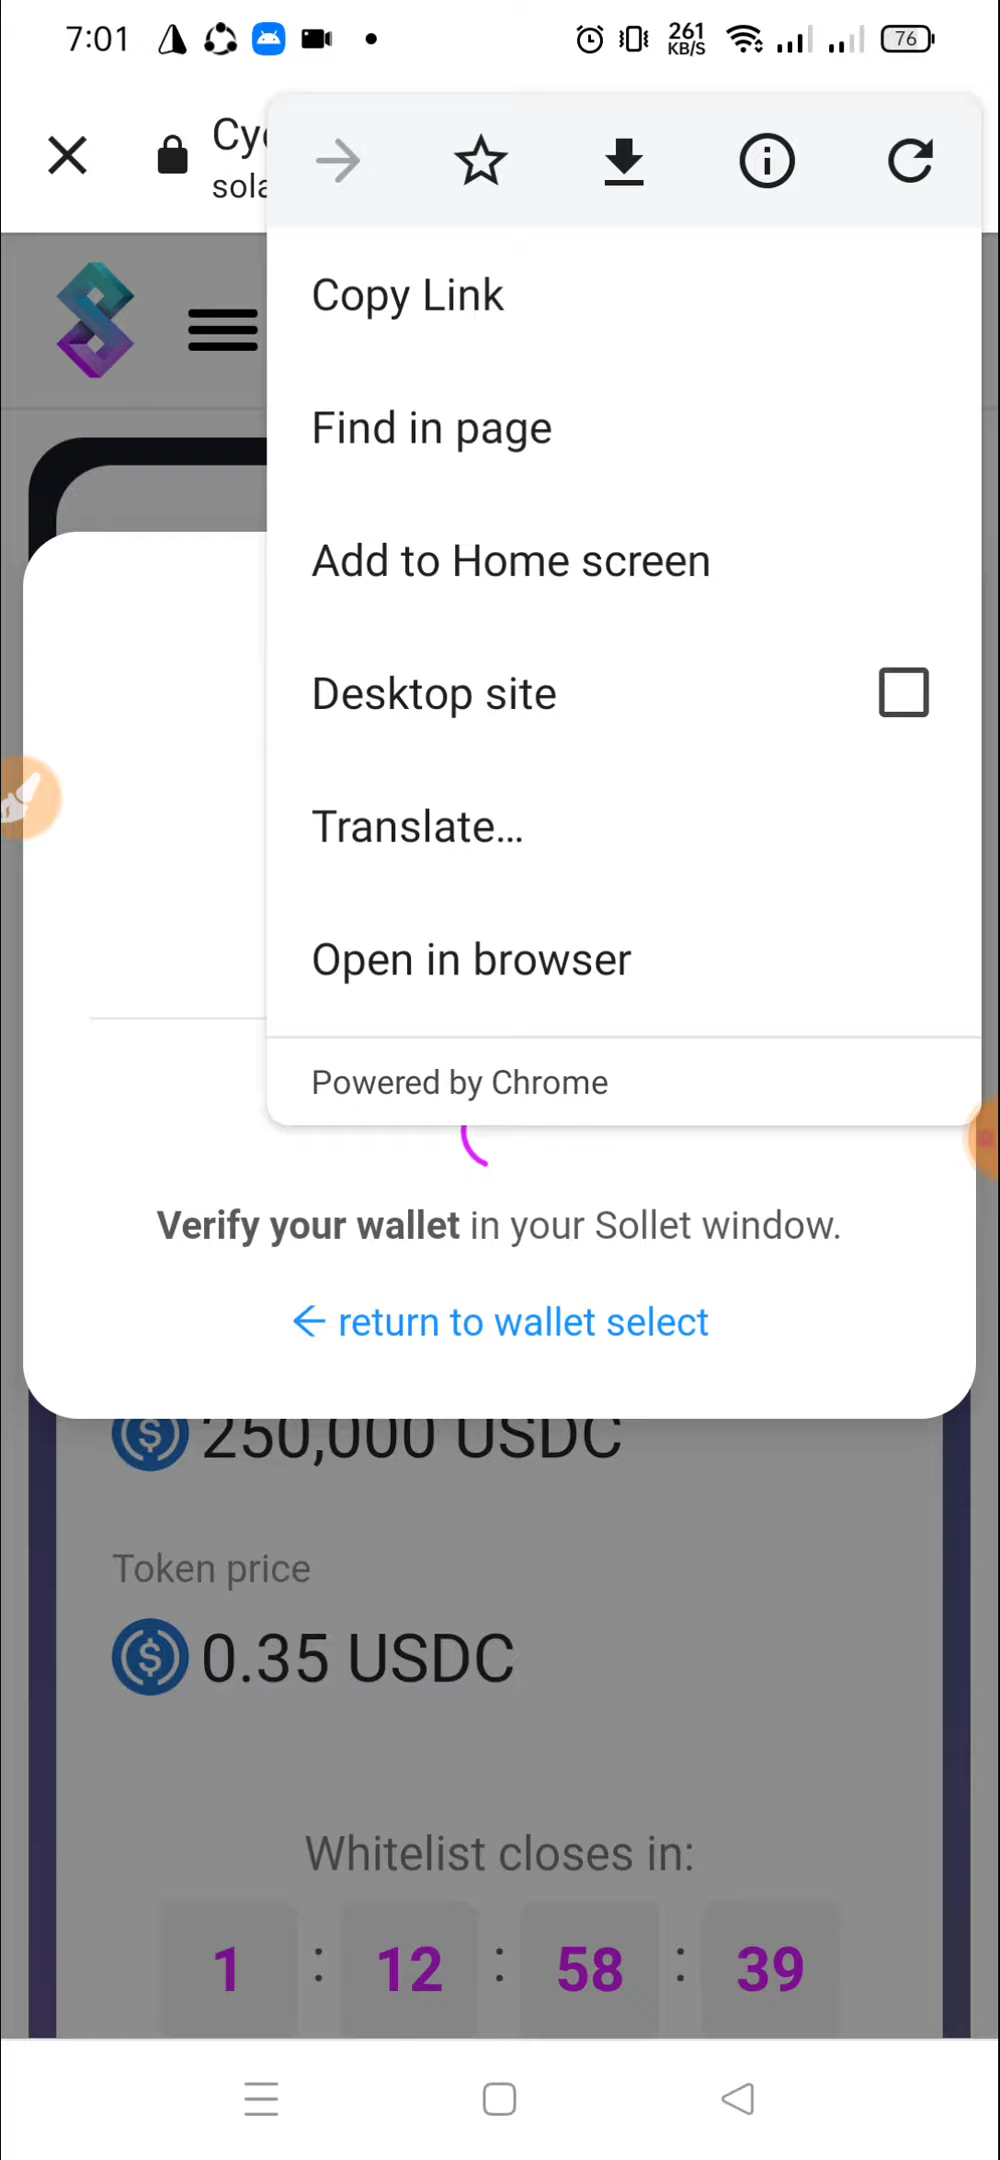 7:01
261
KB/S
76
Cy
sola
Copy Link
Find in page
Add to Home screen
Desktop site
Translate...
Open in browser
Powered by Chrome
Verify your wallet in your Sollet window.
← return to wallet select
250,000 USDC
Token price
0.35 USDC
Whitelist closes in:
1 : 12 : 58 : 39